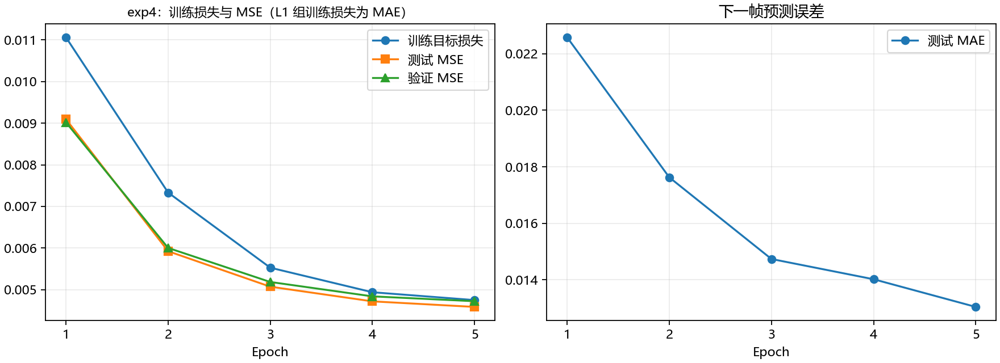 exp4：训练损失与 MSE（L1 组训练损失为 MAE）
训练目标损失
测试 MSE
验证 MSE
0.011
0.010
0.009
0.008
0.007
0.006
0.005
1 2 3 4 5
Epoch
下一帧预测误差
测试 MAE
0.022
0.020
0.018
0.016
0.014
1 2 3 4 5
Epoch